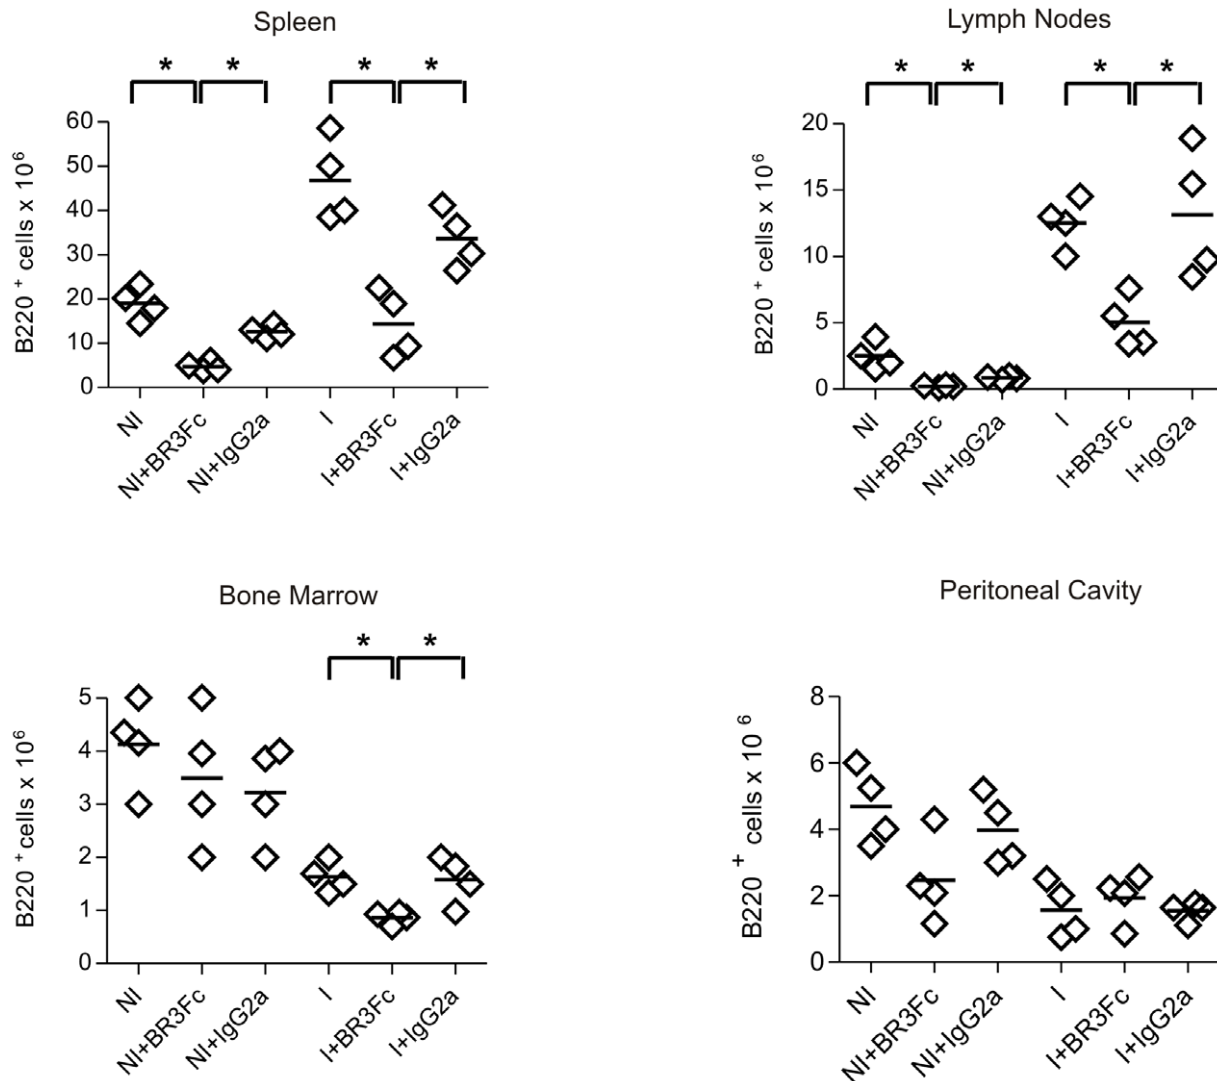 Spleen
* * * *
B220 + cells x 10 6
60
50
40
30
20
10
0
NI
NI+BR3Fc
NI+IgG2a
I
I+BR3Fc
I+IgG2a
Lymph Nodes
* * * *
B220 + cells x 10 6
20
15
10
5
0
NI
NI+BR3Fc
NI+IgG2a
I
I+BR3Fc
I+IgG2a
Bone Marrow
* *
B220 + cells x 10 6
5
4
3
2
1
0
NI
NI+BR3Fc
NI+IgG2a
I
I+BR3Fc
I+IgG2a
Peritoneal Cavity
B220 + cells x 10 6
8
6
4
2
0
NI
NI+BR3Fc
NI+IgG2a
I
I+BR3Fc
I+IgG2a